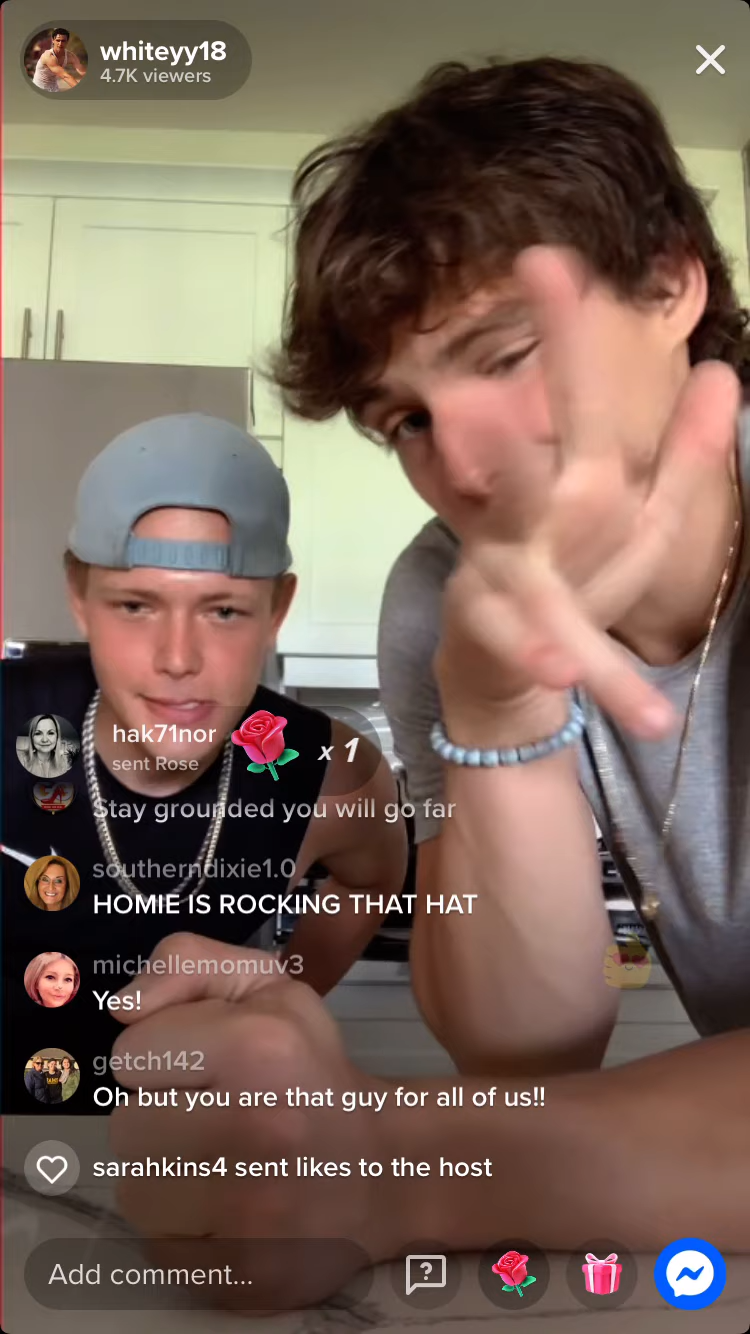 whiteyy18
4.7K viewers
hak71nor
sent Rose
x 1
Stay grounded you will go far
southerndixie1.0
HOMIE IS ROCKING THAT HAT
michellemomuv3
Yes!
getch142
Oh but you are that guy for all of us!!
sarahkins4 sent likes to the host
Add comment...
?